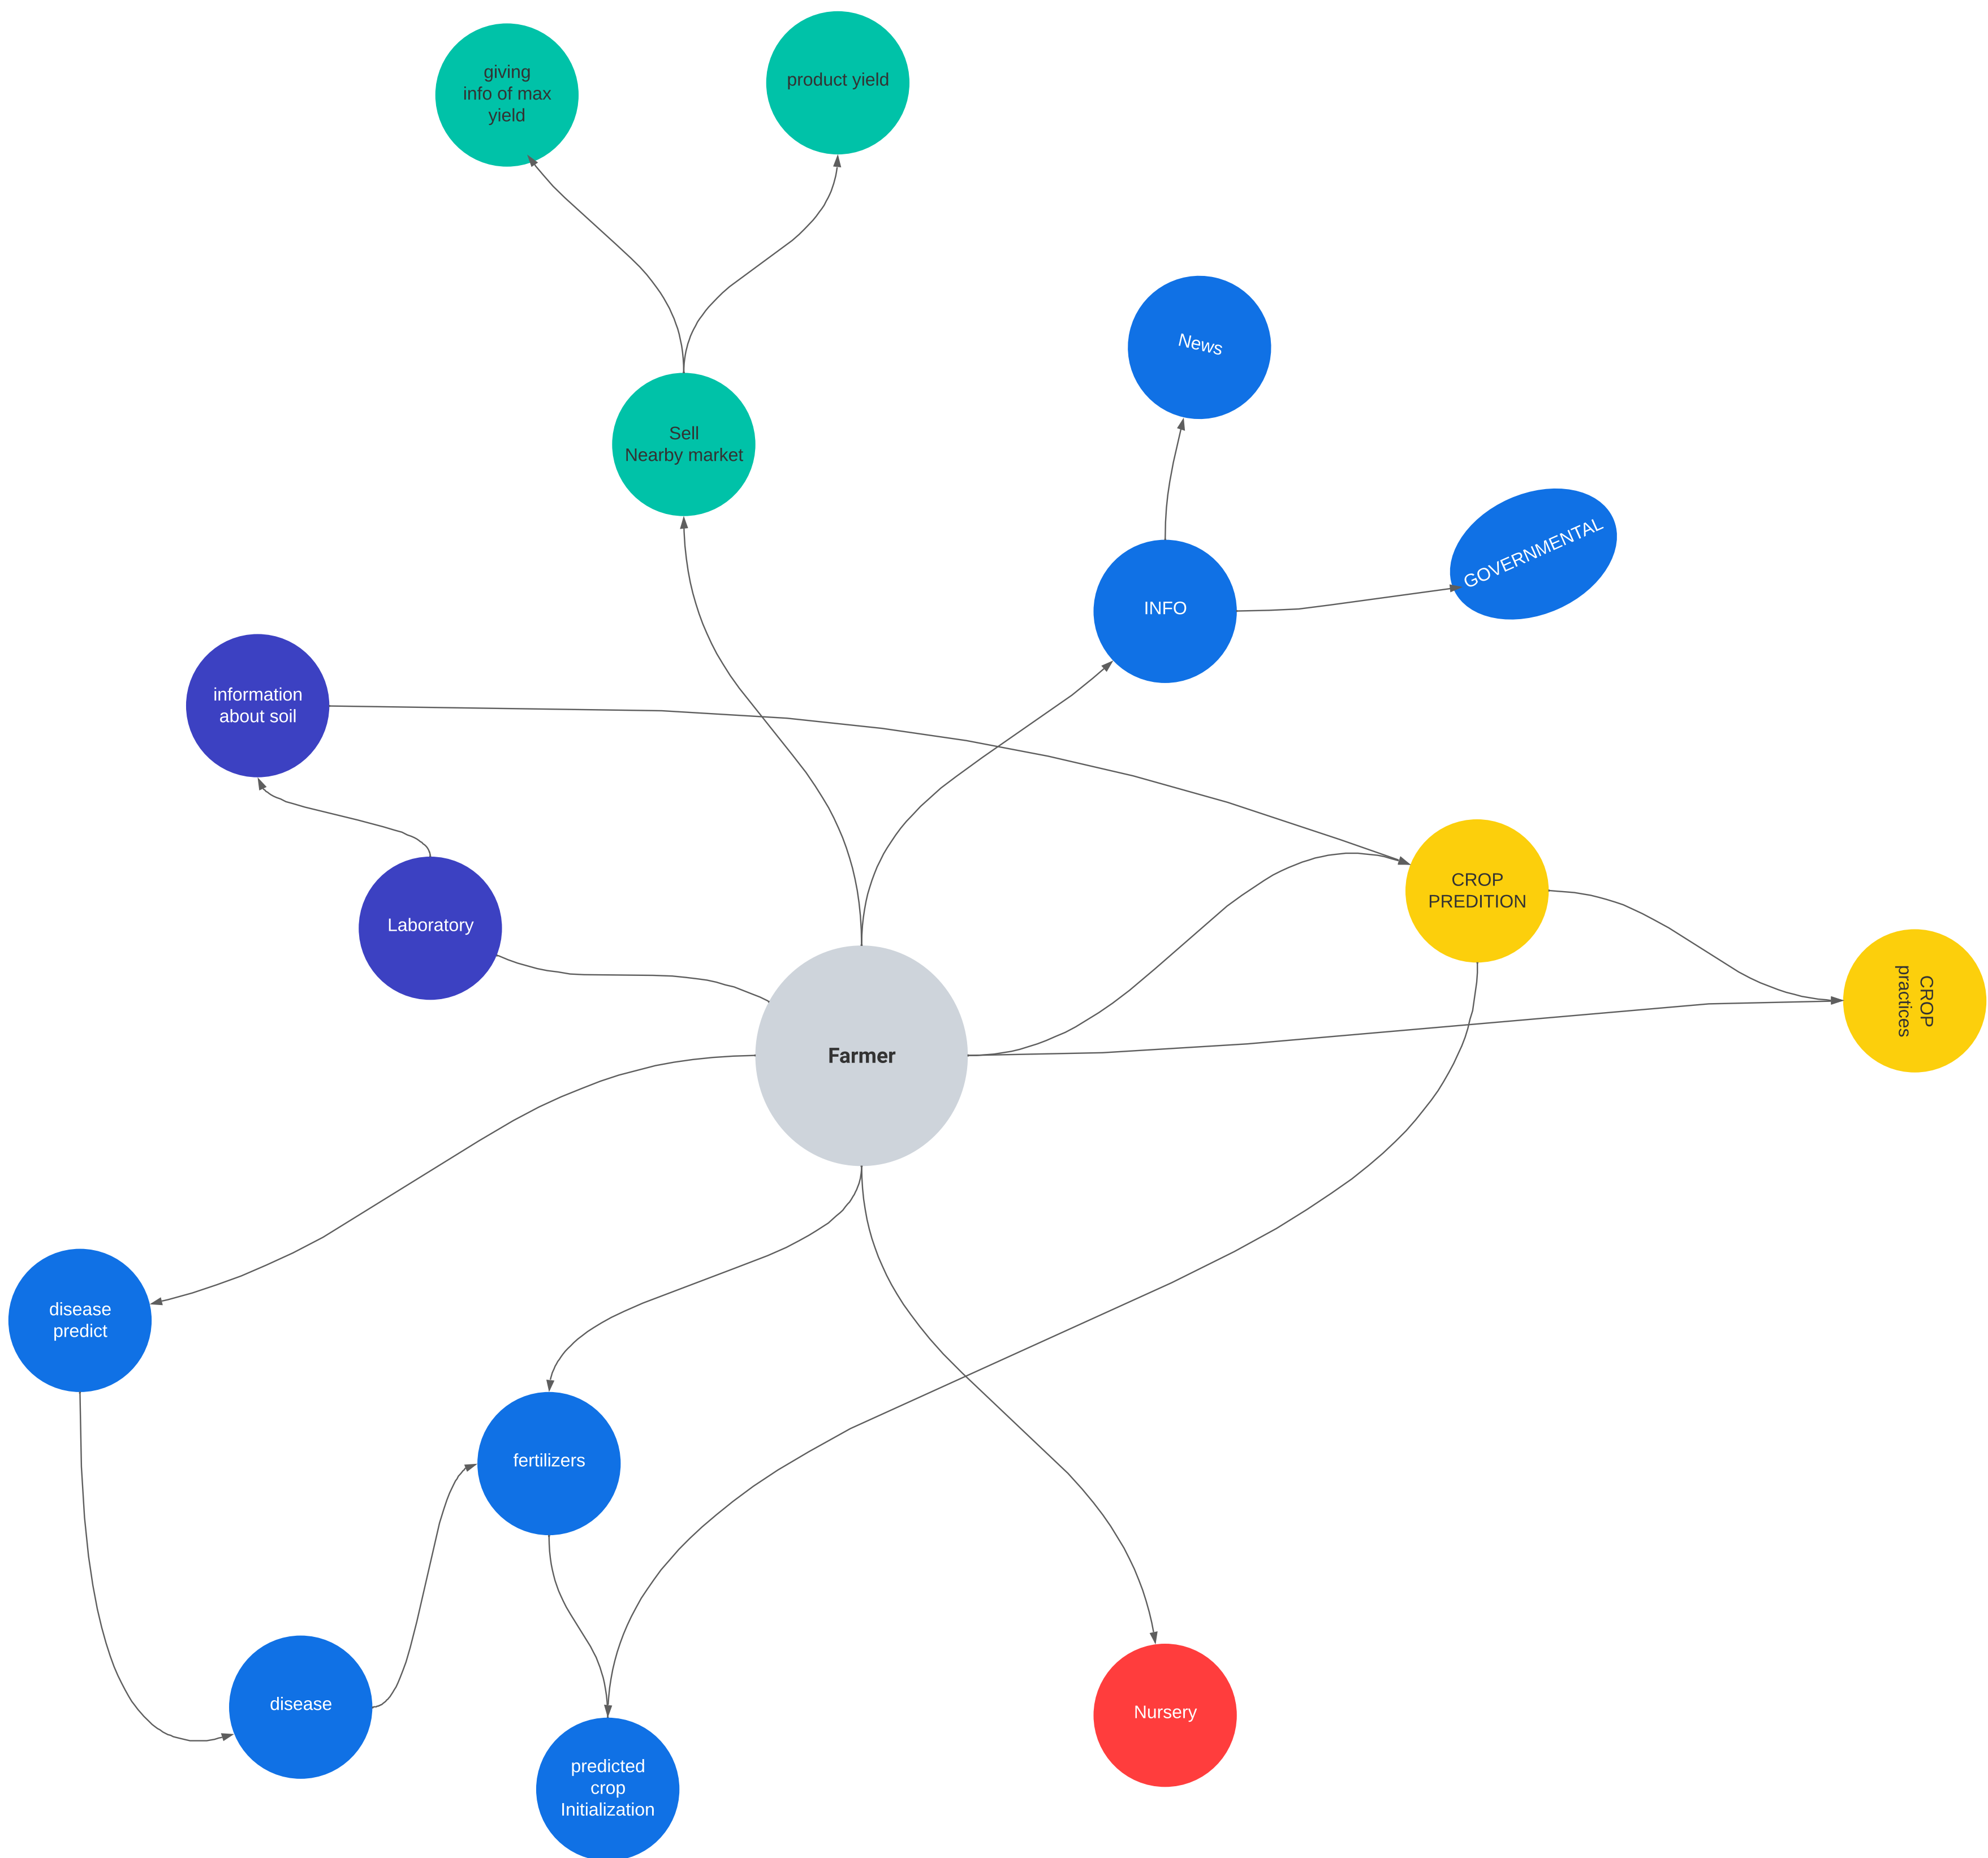 giving
info of max
yield
product yield
News
Sell
Nearby market
GOVERNMENTAL
INFO
information
about soil
CROP
PREDITION
Laboratory
CROP
practices
Farmer
disease
predict
fertilizers
disease
Nursery
predicted
crop
Initialization